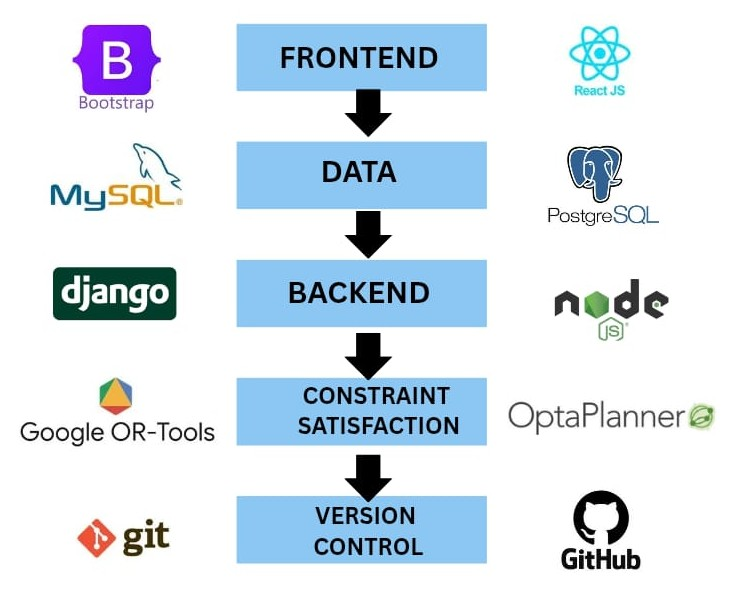 B
Bootstrap
FRONTEND
React JS
MySQL®
DATA
PostgreSQL
django
BACKEND
node
JS®
Google OR-Tools
CONSTRAINT
SATISFACTION
OptaPlanner
git
VERSION
CONTROL
GitHub